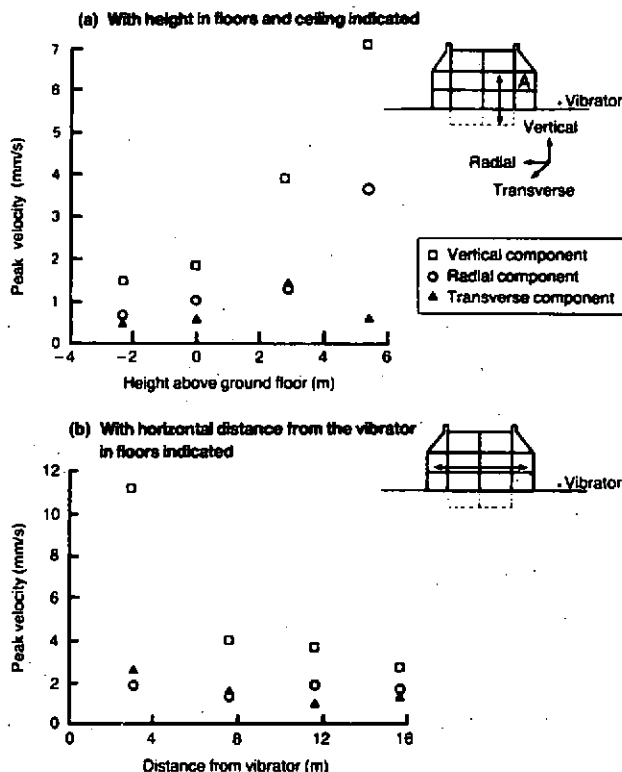 (a) With height in floors and ceiling indicated
7
6
5
4
3
2
1
0
Peak velocity (mm/s)
−4
−2
0
2
4
6
Height above ground floor (m)
A
Vibrator
Vertical
Radial
Transverse
Vertical component
Radial component
Transverse component
(b) With horizontal distance from the vibrator
in floors indicated
12
10
8
6
4
2
0
Peak velocity (mm/s)
0
4
8
12
16
Distance from vibrator (m)
Vibrator